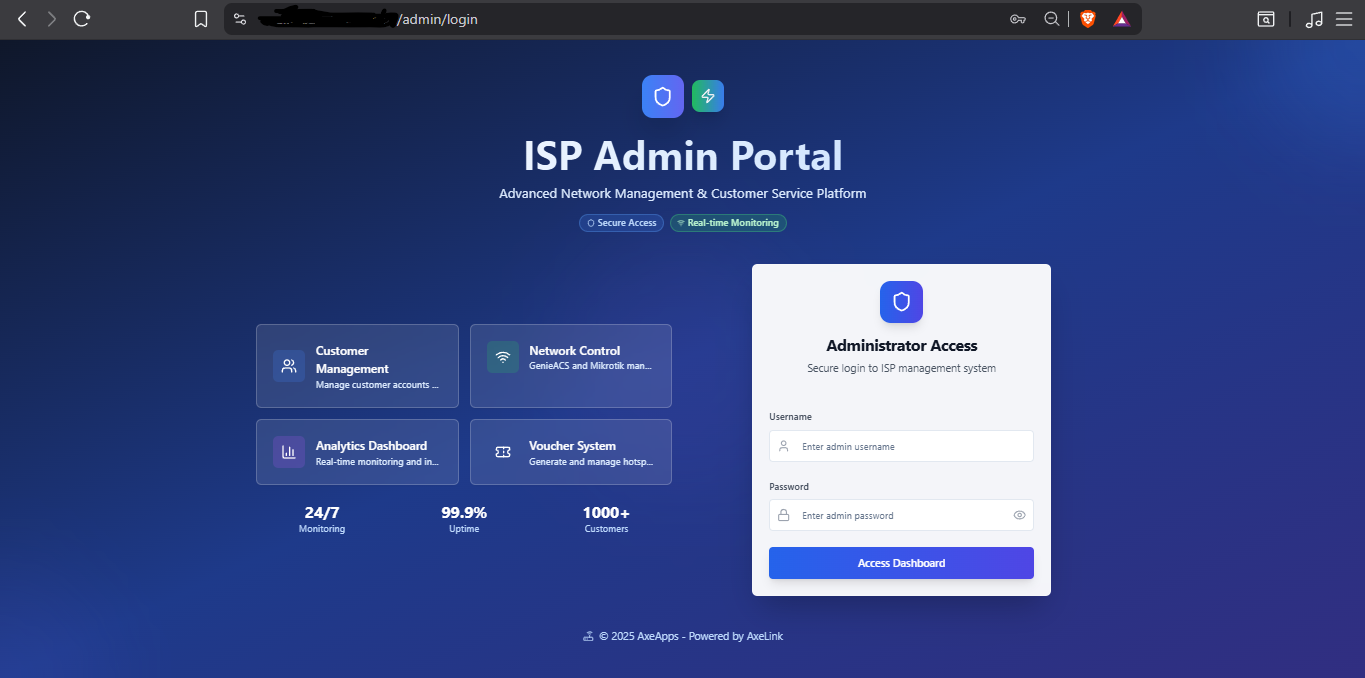 /admin/login
ISP Admin Portal
Advanced Network Management & Customer Service Platform
Secure Access
Real-time Monitoring
Customer
Management
Manage customer accounts ...
Network Control
GenieACS and Mikrotik man...
Analytics Dashboard
Real-time monitoring and in...
Voucher System
Generate and manage hotsp...
24/7
Monitoring
99.9%
Uptime
1000+
Customers
Administrator Access
Secure login to ISP management system
Username
Enter admin username
Password
Enter admin password
Access Dashboard
© 2025 AxeApps - Powered by AxeLink